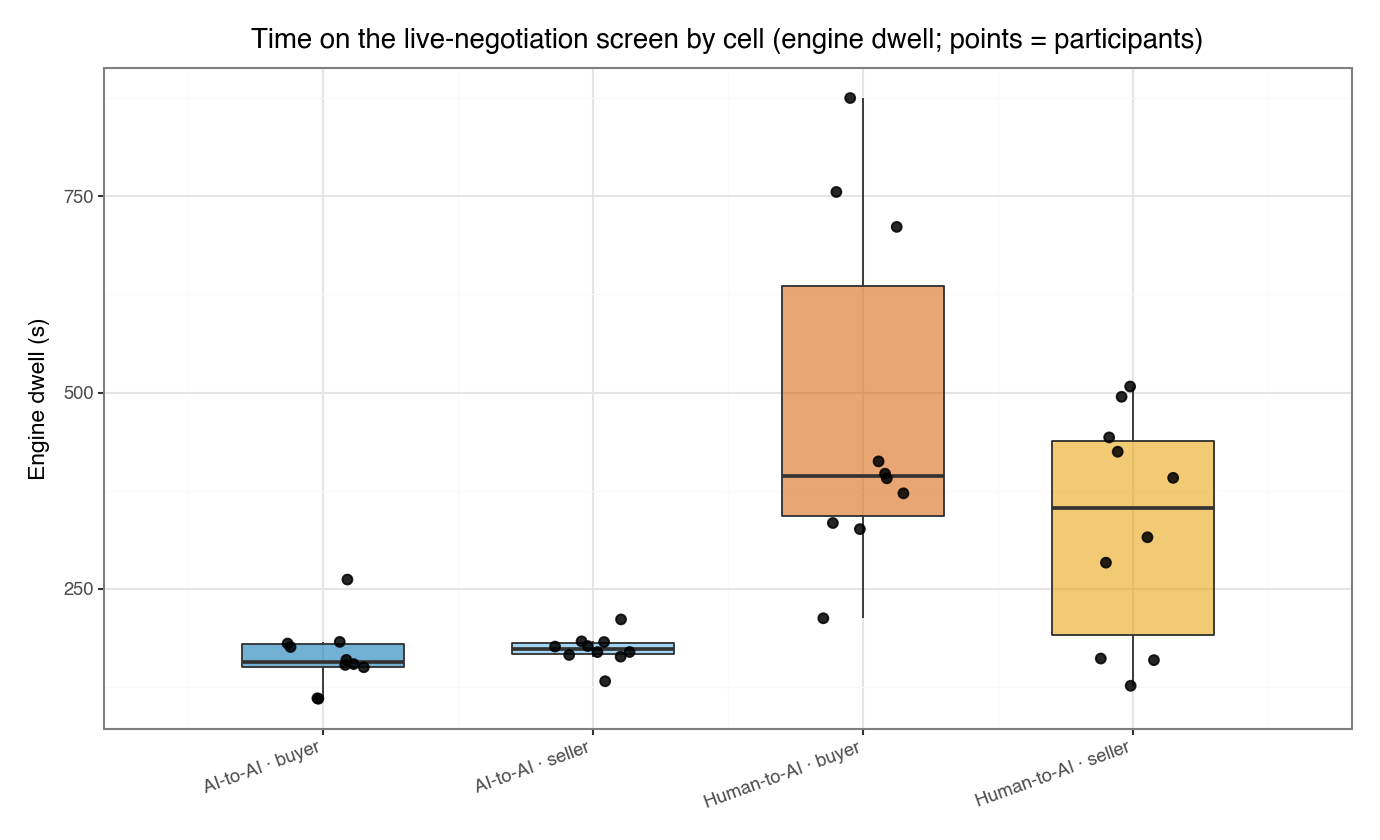 Time on the live-negotiation screen by cell (engine dwell; points = participants)
Engine dwell (s)
750
500
250
AI-to-AI · buyer
AI-to-AI · seller
Human-to-AI · buyer
Human-to-AI · seller